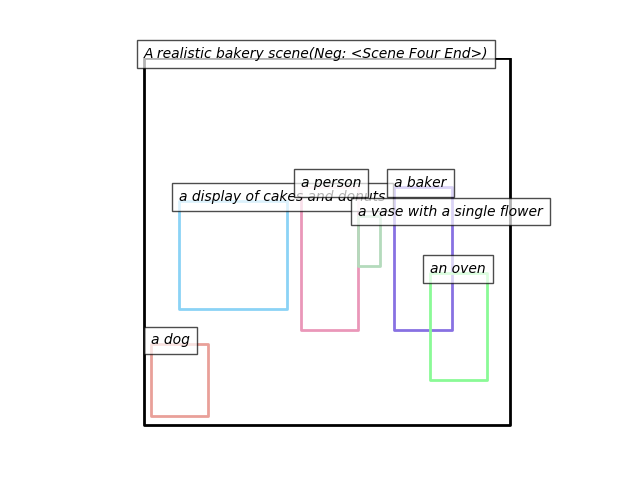 A realistic bakery scene(Neg: <Scene Four End>)
a person
a baker
a display of cakes and donuts
a vase with a single flower
an oven
a dog